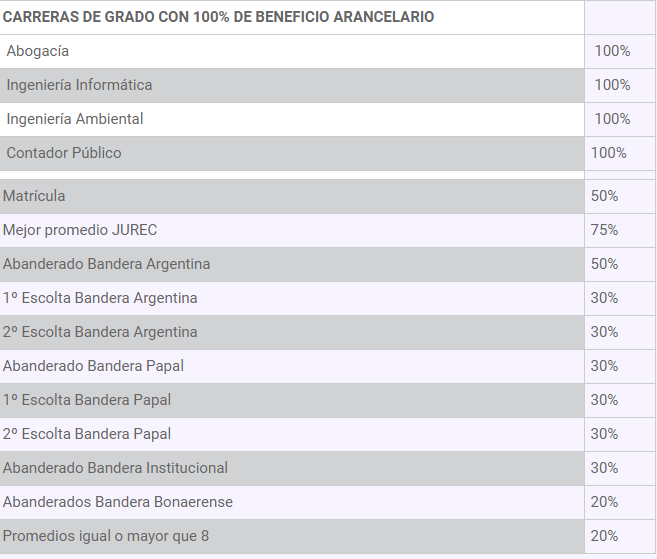 CARRERAS DE GRADO CON 100% DE BENEFICIO ARANCELARIO
Abogacía 100%
Ingeniería Informática 100%
Ingeniería Ambiental 100%
Contador Público 100%
Matrícula 50%
Mejor promedio JUREC 75%
Abanderado Bandera Argentina 50%
1º Escolta Bandera Argentina 30%
2º Escolta Bandera Argentina 30%
Abanderado Bandera Papal 30%
1º Escolta Bandera Papal 30%
2º Escolta Bandera Papal 30%
Abanderado Bandera Institucional 30%
Abanderados Bandera Bonaerense 20%
Promedios igual o mayor que 8 20%